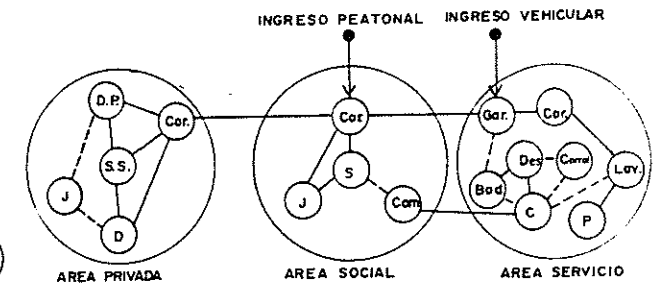 INGRESO PEATONAL
INGRESO VEHICULAR
D.P.
Cor.
S.S.
J
D
Cor
S
J
Com
Gar.
Cor.
Des
Corral
Lav.
Bod
C
P
AREA PRIVADA
AREA SOCIAL
AREA SERVICIO